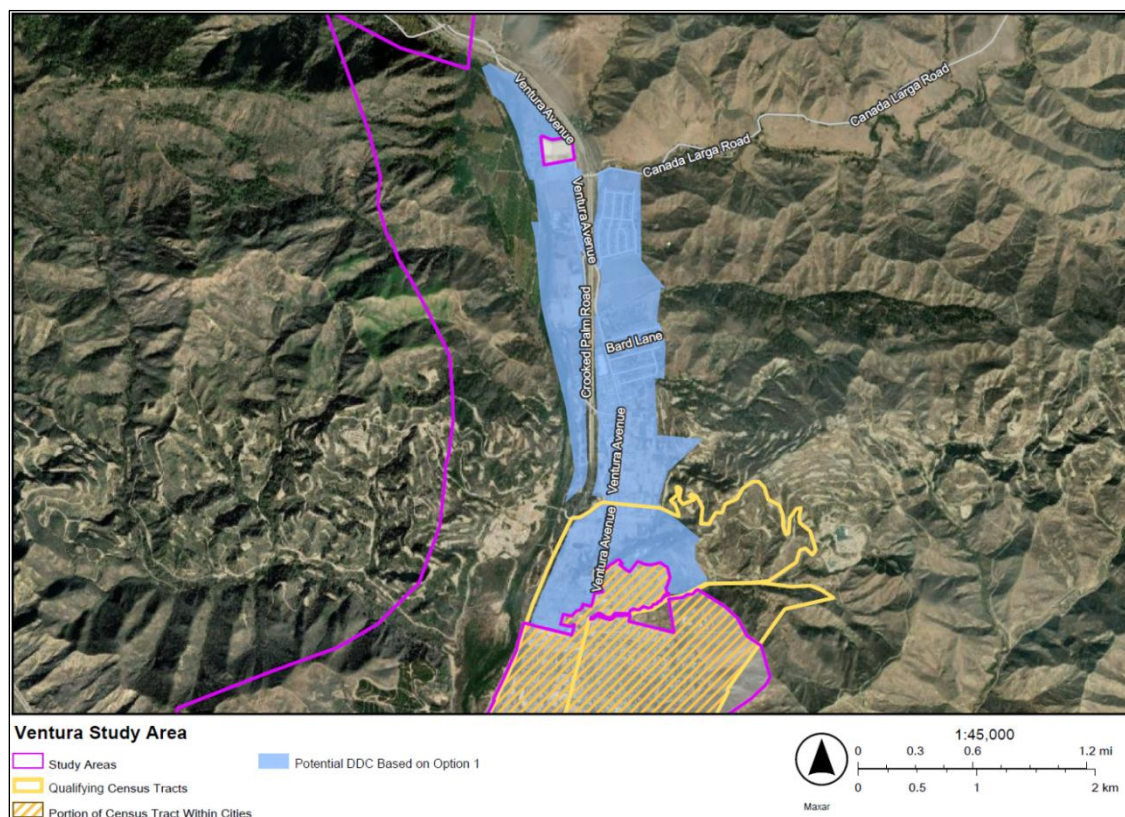 Ventura Avenue
Canada Larga Road
Canada Larga Road
Ventura Avenue
Crooked Palm Road
Bard Lane
Ventura Avenue
Ventura Avenue
Ventura Study Area
Study Areas
Potential DDC Based on Option 1
Qualifying Census Tracts
Portion of Census Tract Within Cities
Maxar
1:45,000
0 0.3 0.6 1.2 mi
0 0.5 1 2 km